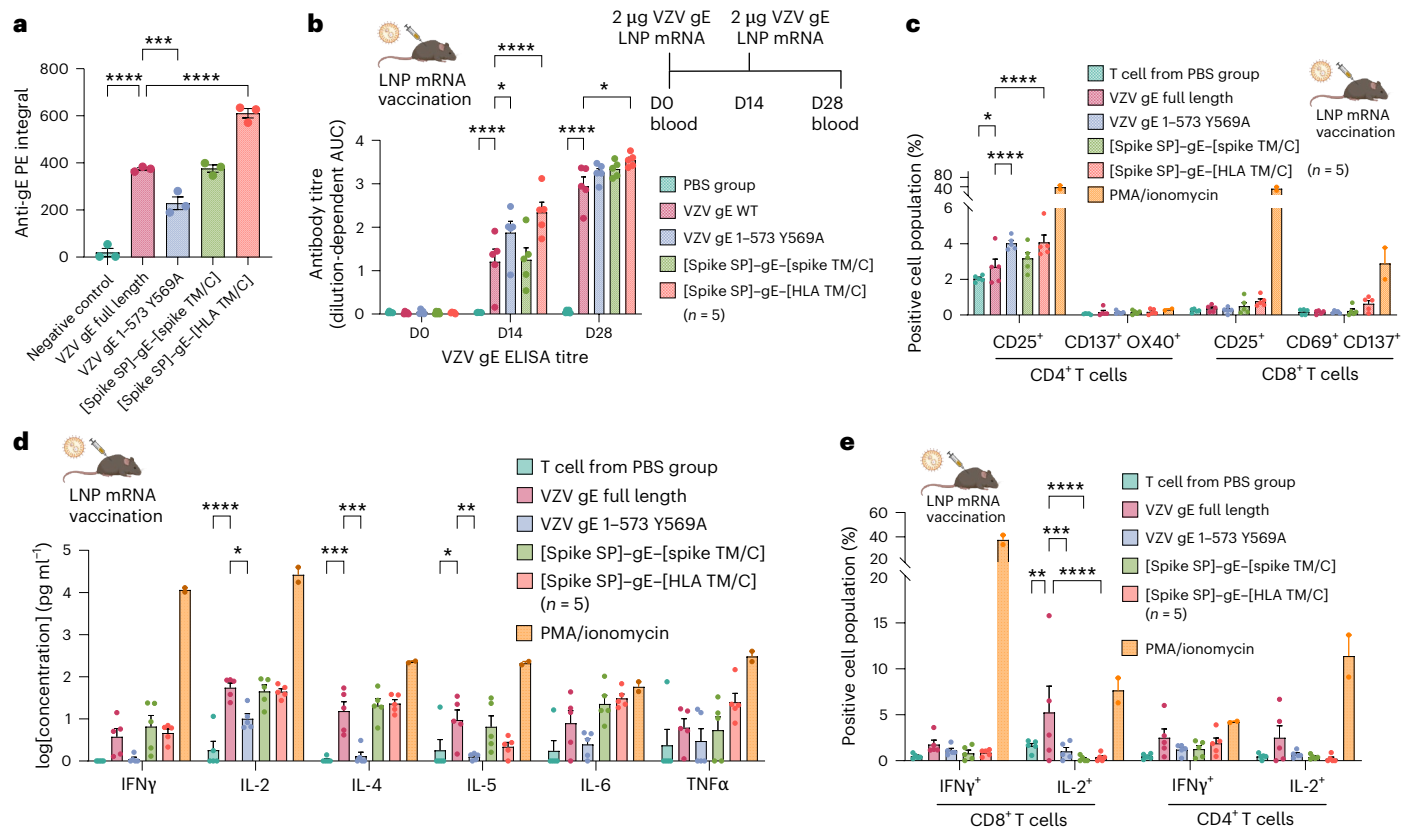 a
****
***
****
Anti-gE PE integral
800
600
400
200
0
Negative control
VZV gE full length
VZV gE 1–573 Y569A
[Spike SP]–gE–[spike TM/C]
[Spike SP]–gE–[HLA TM/C]
b
LNP mRNA
vaccination
2 µg VZV gE
LNP mRNA
2 µg VZV gE
LNP mRNA
D0
blood
D14
D28
blood
****
*
****
****
*
Antibody titre
(dilution-dependent AUC)
4
3
2
1
0
D0
D14
D28
VZV gE ELISA titre
PBS group
VZV gE WT
VZV gE 1–573 Y569A
[Spike SP]–gE–[spike TM/C]
[Spike SP]–gE–[HLA TM/C]
(n = 5)
c
****
*
****
Positive cell population (%)
80
40
6
4
2
0
CD25+
CD137+ OX40+
CD25+
CD69+ CD137+
CD4+ T cells
CD8+ T cells
T cell from PBS group
VZV gE full length
VZV gE 1–573 Y569A
[Spike SP]–gE–[spike TM/C]
[Spike SP]–gE–[HLA TM/C]
(n = 5)
PMA/ionomycin
LNP mRNA
vaccination
d
LNP mRNA
vaccination
****
*
***
***
**
*
log[concentration] (pg ml−1)
5
4
3
2
1
0
IFNγ
IL-2
IL-4
IL-5
IL-6
TNFα
T cell from PBS group
VZV gE full length
VZV gE 1–573 Y569A
[Spike SP]–gE–[spike TM/C]
[Spike SP]–gE–[HLA TM/C]
(n = 5)
PMA/ionomycin
e
LNP mRNA
vaccination
****
***
**
****
Positive cell population (%)
60
40
20
20
15
10
5
0
IFNγ+
IL-2+
IFNγ+
IL-2+
CD8+ T cells
CD4+ T cells
T cell from PBS group
VZV gE full length
VZV gE 1–573 Y569A
[Spike SP]–gE–[spike TM/C]
[Spike SP]–gE–[HLA TM/C]
(n = 5)
PMA/ionomycin